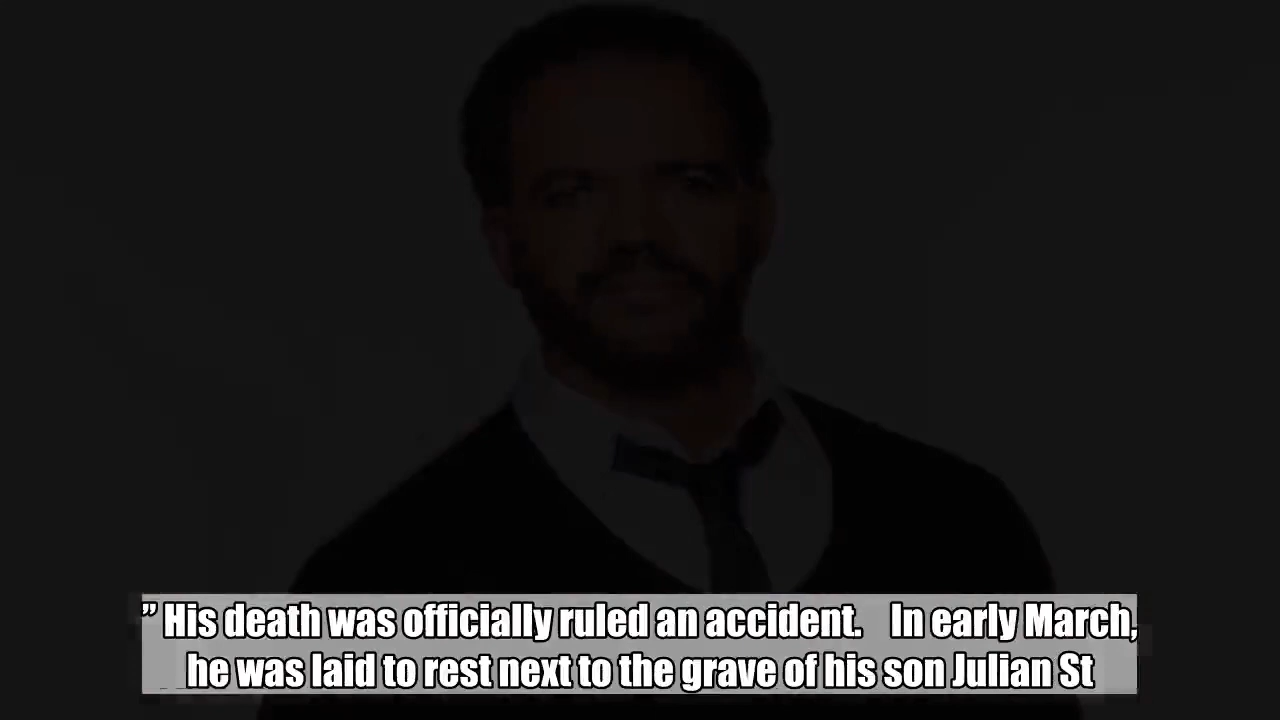 ” His death was officially ruled an accident. In early March,
he was laid to rest next to the grave of his son Julian St